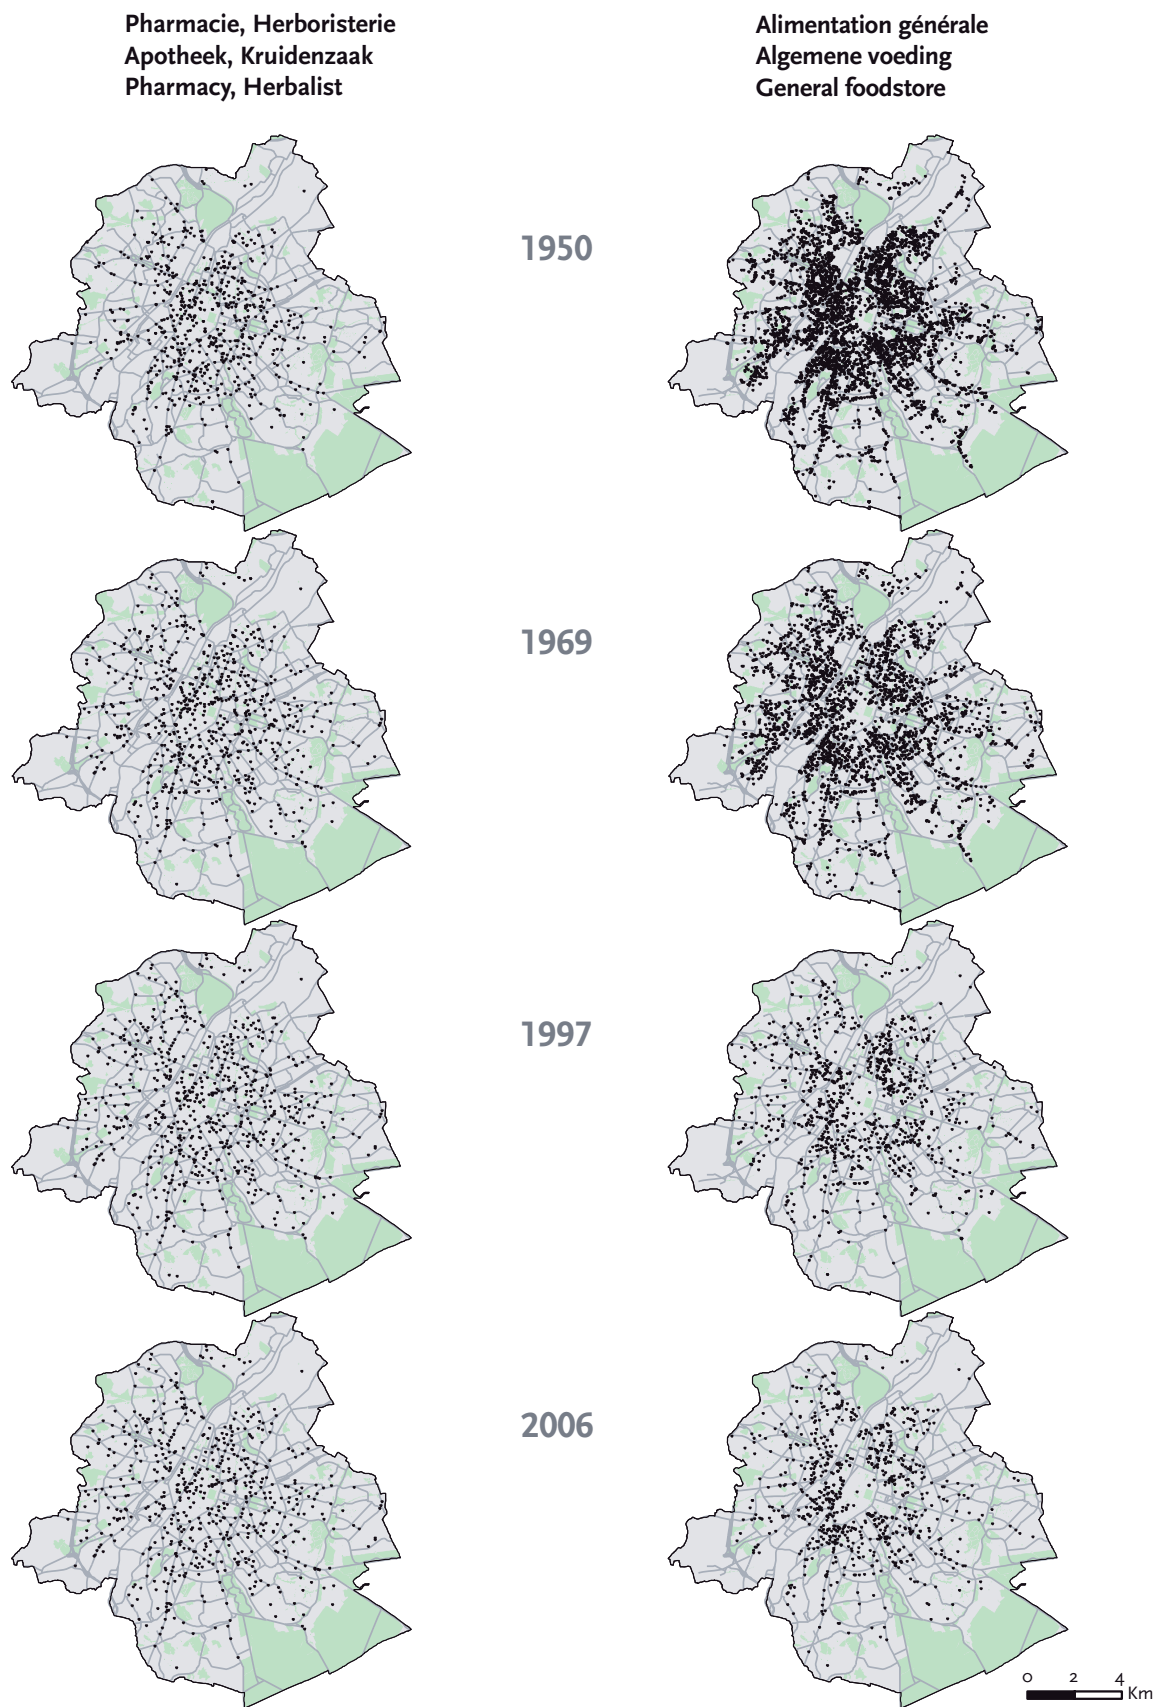 Pharmacie, Herboristerie
Apotheek, Kruidenzaak
Pharmacy, Herbalist
Alimentation générale
Algemene voeding
General foodstore
1950
1969
1997
2006
0 2 4
Km